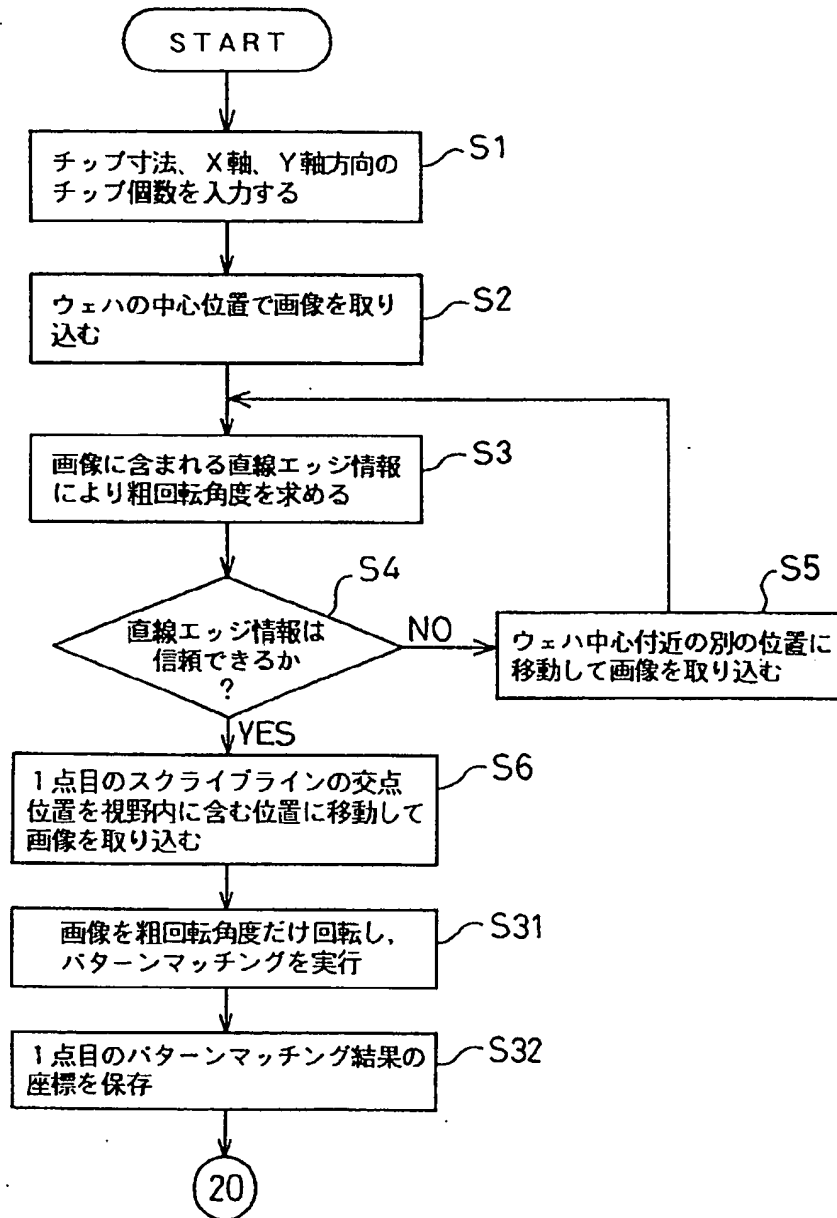 START
チップ寸法、X軸、Y軸方向の
チップ個数を入力する
S1
ウェハの中心位置で画像を取り
込む
S2
画像に含まれる直線エッジ情報
により粗回転角度を求める
S3
直線エッジ情報は
信頼できるか
?
S4
NO
ウェハ中心付近の別の位置に
移動して画像を取り込む
S5
YES
1点目のスクライブラインの交点
位置を視野内に含む位置に移動して
画像を取り込む
S6
画像を粗回転角度だけ回転し,
パターンマッチングを実行
S31
1点目のパターンマッチング結果の
座標を保存
S32
20